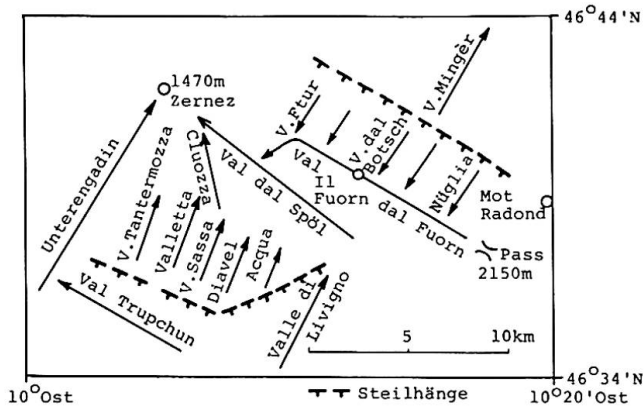 46°44'N
1470m
Zernez
V.Mingèr
V.Ftur
V.dal
Botsch
Unterengadin
V.Tantermozza
Cluozza
Val dal Spöl
Val dal Fuorn
Il
Fuorn
Nüglia
Mot
Radond
Valletta
V.Sassa
Diavel
Acqua
Pass
2150m
Val Trupchun
Valle di
Livigno
5 10km
46°34'N
10°Ost
Steilhänge
10°20'Ost